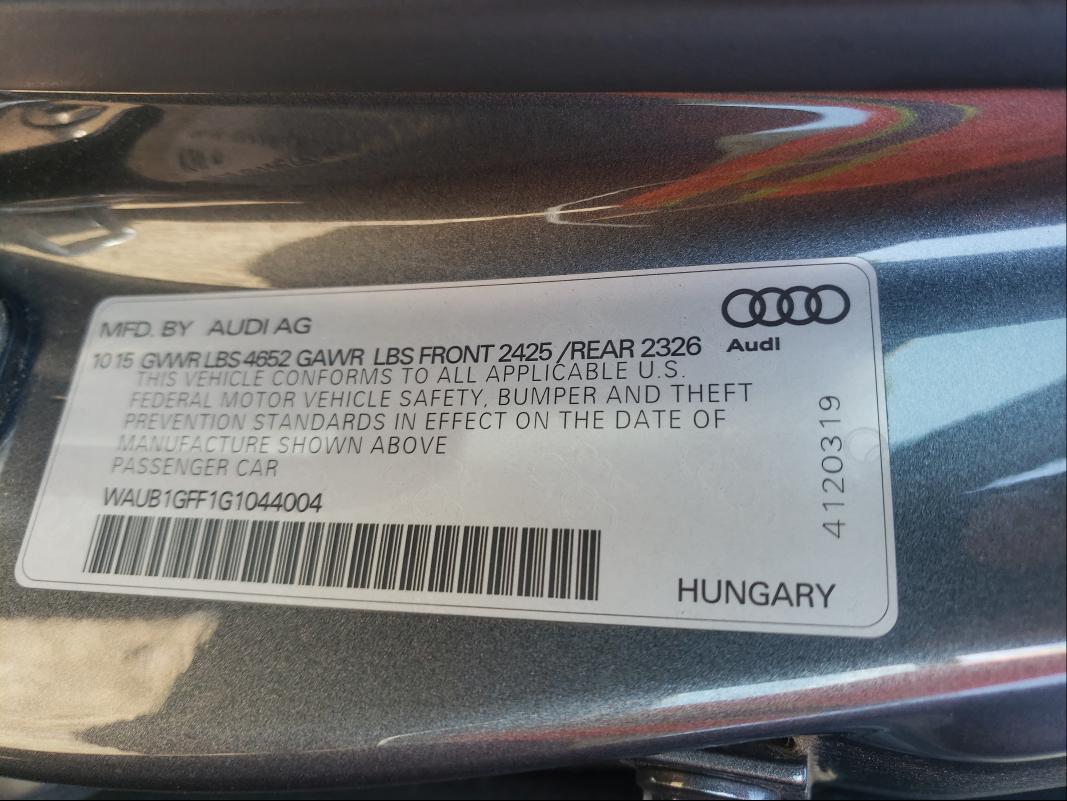 MFD. BY AUDI AG
10 15 GVWR LBS 4652 GAWR LBS FRONT 2425 / REAR 2326
Audi
THIS VEHICLE CONFORMS TO ALL APPLICABLE U.S.
FEDERAL MOTOR VEHICLE SAFETY, BUMPER AND THEFT
PREVENTION STANDARDS IN EFFECT ON THE DATE OF
MANUFACTURE SHOWN ABOVE
PASSENGER CAR
WAUB1GFF1G1044004
4120319
HUNGARY